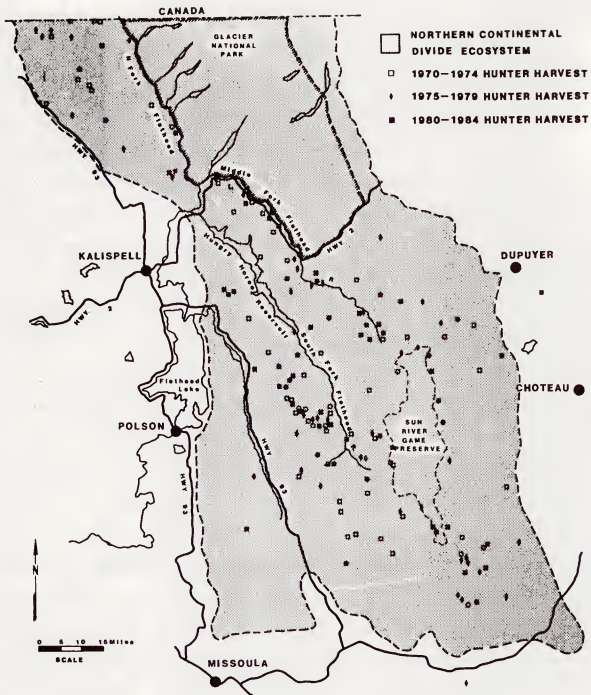 CANADA
GLACIER
NATIONAL
PARK
NORTHERN CONTINENTAL
DIVIDE ECOSYSTEM
1970–1974 HUNTER HARVEST
1975–1979 HUNTER HARVEST
1980–1984 HUNTER HARVEST
N Fork
Flathead
HWY 93
Middle Fork Flathead
HWY. 2
KALISPELL
HWY. 2
Hungry Horse
Reservoir
South Fork
Flathead
DUPUYER
CHOTEAU
Flathead
Lake
POLSON
SUN
RIVER
GAME
PRESERVE
HWY
93
HWY 93
N
0 5 10 15 Miles
SCALE
MISSOULA